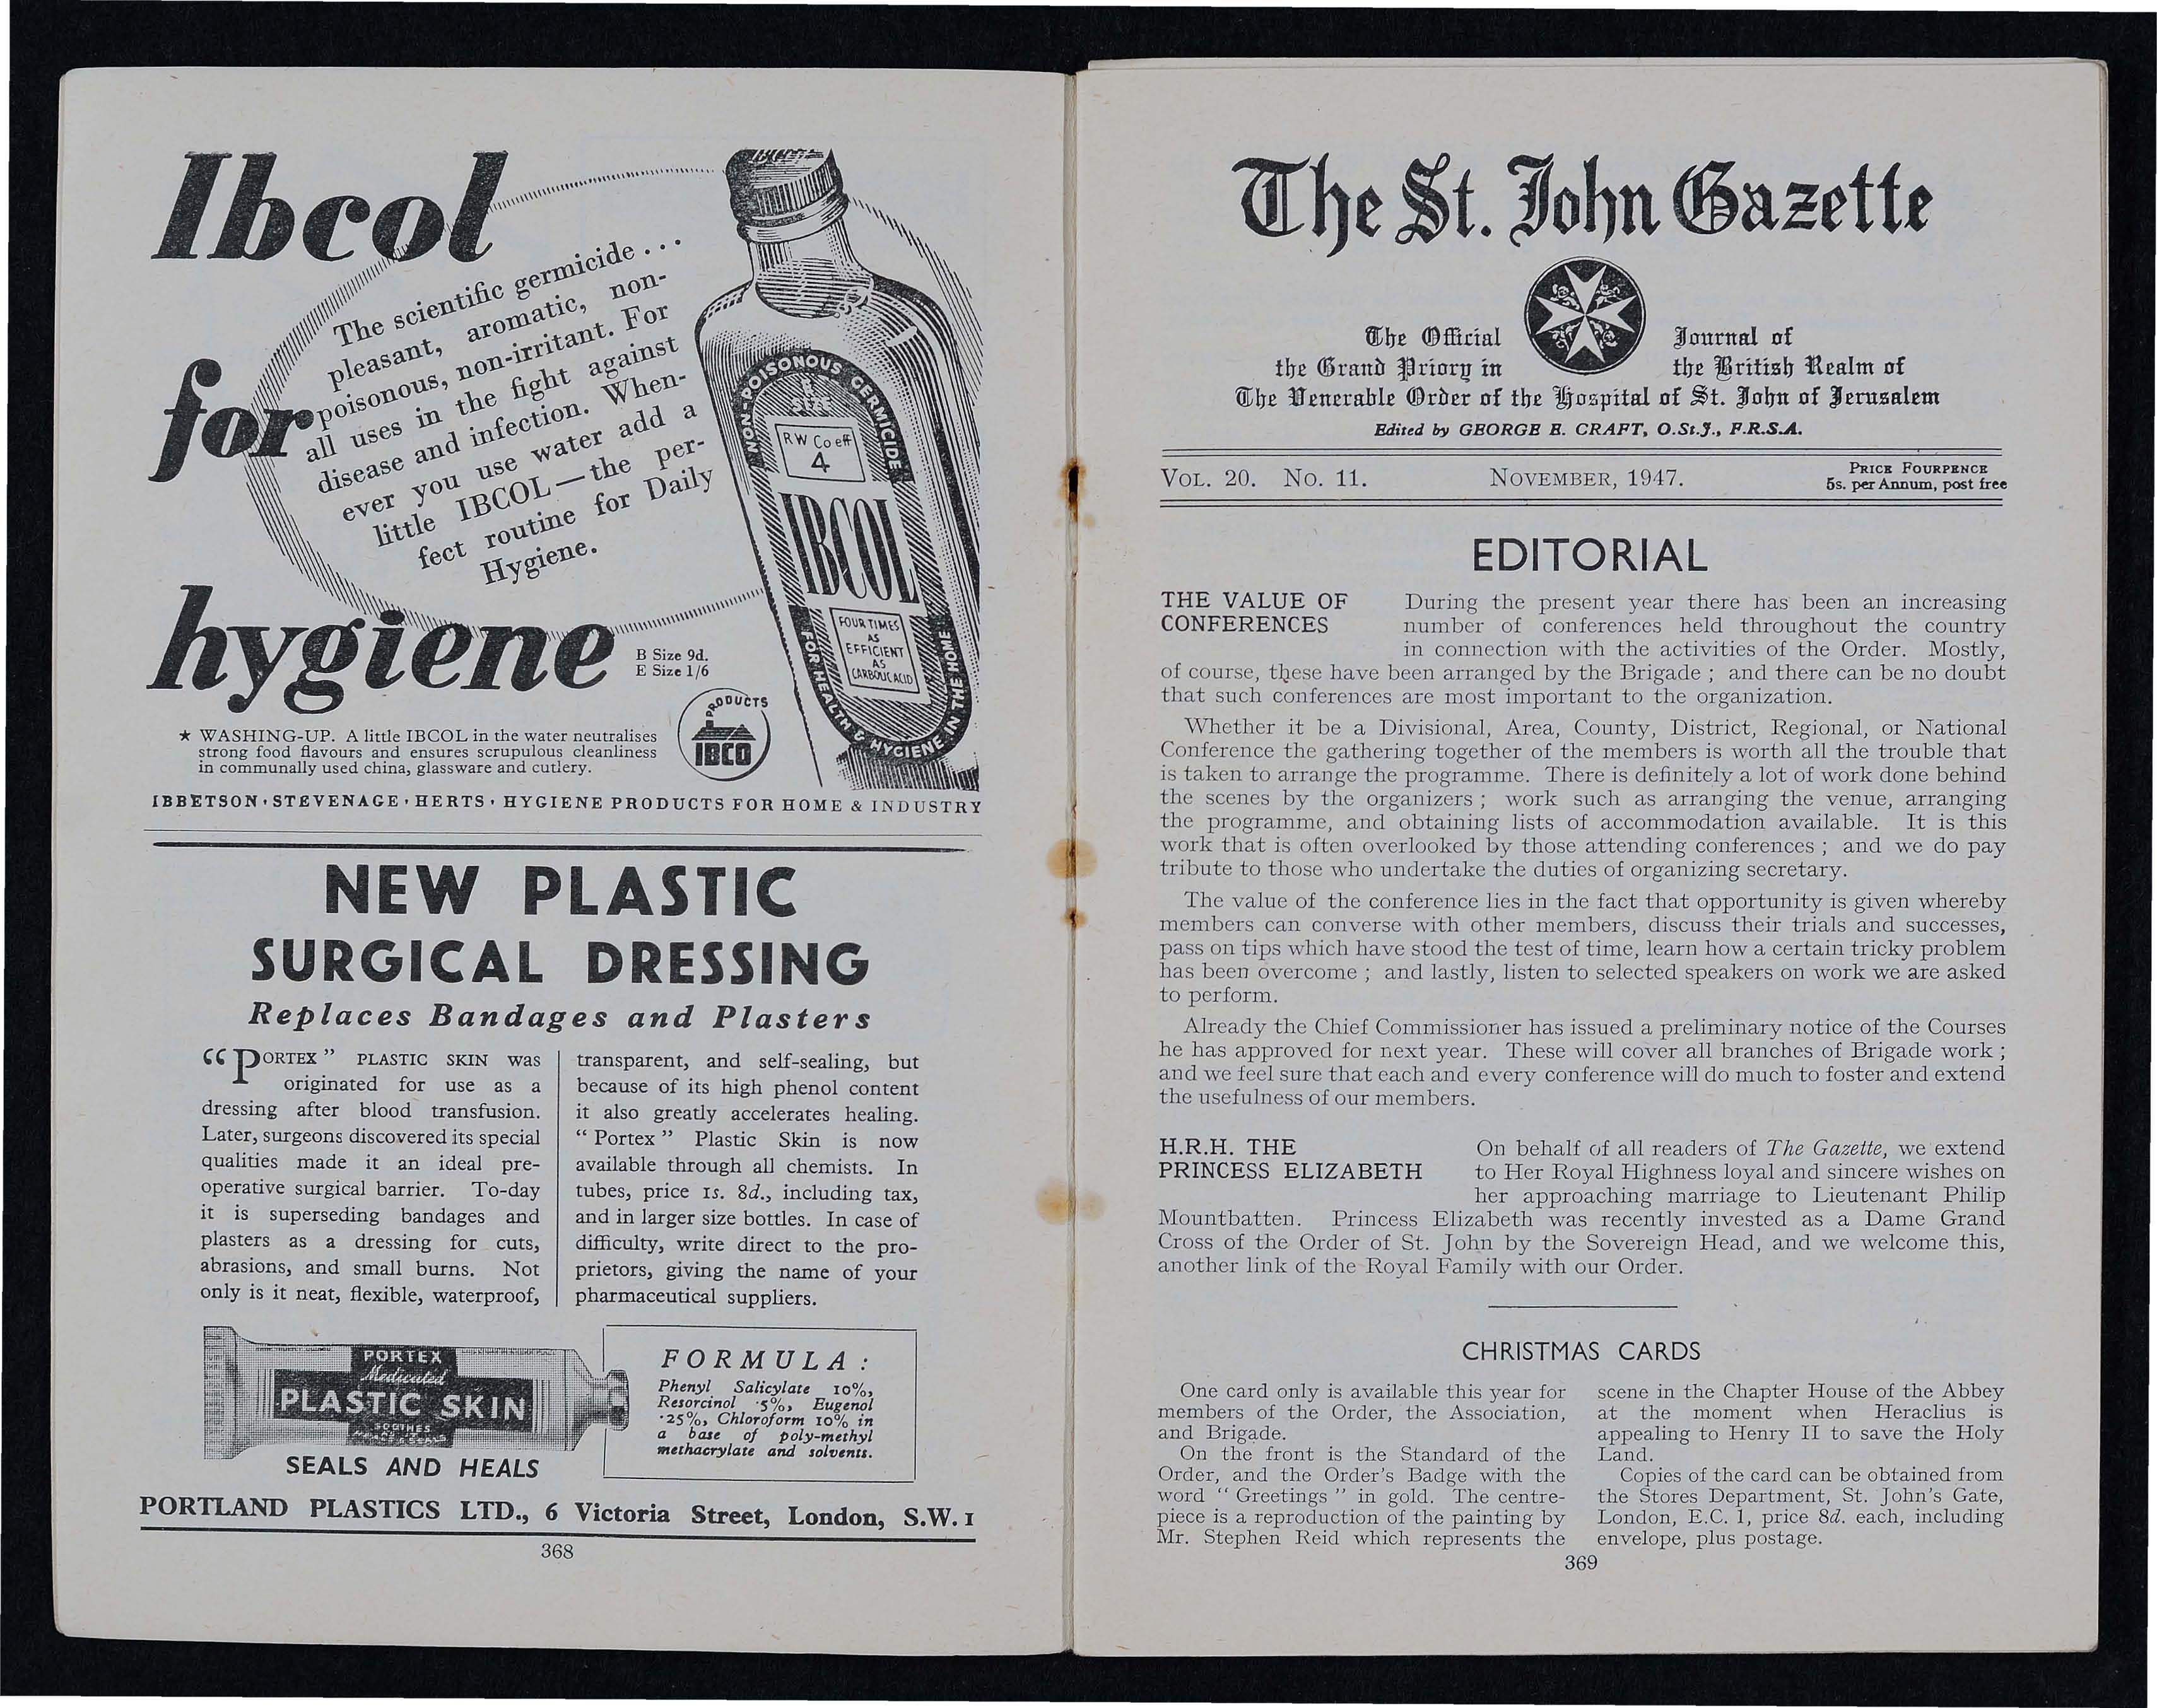 Ibcol
for
hygiene
The scientific germicide . . .
pleasant, aromatic, non-
poisonous, non-irritant. For
all uses in the fight against
disease and infection. When-
ever you use water add a
little IBCOL—the per-
fect routine for Daily
Hygiene.
NON-POISONOUS GERMICIDE
RW Co eff
4
IBCOL
FOUR TIMES
AS
EFFICIENT
AS
CARBOLIC ACID
FOR HEALTH & HYGIENE IN THE HOME
B Size 9d.
E Size 1/6
PRODUCTS
IBCO
★ WASHING-UP. A little IBCOL in the water neutralises
strong food flavours and ensures scrupulous cleanliness
in communally used china, glassware and cutlery.
IBBETSON · STEVENAGE · HERTS · HYGIENE PRODUCTS FOR HOME & INDUSTRY
NEW PLASTIC
SURGICAL DRESSING
Replaces Bandages and Plasters
“PORTEX” PLASTIC SKIN was
originated for use as a
dressing after blood transfusion.
Later, surgeons discovered its special
qualities made it an ideal pre-
operative surgical barrier. To-day
it is superseding bandages and
plasters as a dressing for cuts,
abrasions, and small burns. Not
only is it neat, flexible, waterproof,
transparent, and self-sealing, but
because of its high phenol content
it also greatly accelerates healing.
“Portex” Plastic Skin is now
available through all chemists. In
tubes, price 1s. 8d., including tax,
and in larger size bottles. In case of
difficulty, write direct to the pro-
prietors, giving the name of your
pharmaceutical suppliers.
PORTEX
Medicated
PLASTIC SKIN
SEALS AND HEALS
FORMULA :
Phenyl Salicylate 10%,
Resorcinol ·5%, Eugenol
·25%, Chloroform 10% in
a base of poly-methyl
methacrylate and solvents.
PORTLAND PLASTICS LTD., 6 Victoria Street, London, S.W.1
368
The St. John Gazette
The Official Journal of
the Grand Priory in the British Realm of
The Venerable Order of the Hospital of St. John of Jerusalem
Edited by GEORGE E. CRAFT, O.St.J., F.R.S.A.
VOL. 20. No. 11. NOVEMBER, 1947. PRICE FOURPENCE
5s. per Annum, post free
EDITORIAL
THE VALUE OF
CONFERENCES
During the present year there has been an increasing
number of conferences held throughout the country
in connection with the activities of the Order. Mostly,
of course, these have been arranged by the Brigade ; and there can be no doubt
that such conferences are most important to the organization.
Whether it be a Divisional, Area, County, District, Regional, or National
Conference the gathering together of the members is worth all the trouble that
is taken to arrange the programme. There is definitely a lot of work done behind
the scenes by the organizers ; work such as arranging the venue, arranging
the programme, and obtaining lists of accommodation available. It is this
work that is often overlooked by those attending conferences ; and we do pay
tribute to those who undertake the duties of organizing secretary.
The value of the conference lies in the fact that opportunity is given whereby
members can converse with other members, discuss their trials and successes,
pass on tips which have stood the test of time, learn how a certain tricky problem
has been overcome ; and lastly, listen to selected speakers on work we are asked
to perform.
Already the Chief Commissioner has issued a preliminary notice of the Courses
he has approved for next year. These will cover all branches of Brigade work ;
and we feel sure that each and every conference will do much to foster and extend
the usefulness of our members.
H.R.H. THE
PRINCESS ELIZABETH
On behalf of all readers of The Gazette, we extend
to Her Royal Highness loyal and sincere wishes on
her approaching marriage to Lieutenant Philip
Mountbatten. Princess Elizabeth was recently invested as a Dame Grand
Cross of the Order of St. John by the Sovereign Head, and we welcome this,
another link of the Royal Family with our Order.
CHRISTMAS CARDS
One card only is available this year for
members of the Order, the Association,
and Brigade.
On the front is the Standard of the
Order, and the Order's Badge with the
word “ Greetings ” in gold. The centre-
piece is a reproduction of the painting by
Mr. Stephen Reid which represents the
scene in the Chapter House of the Abbey
at the moment when Heraclius is
appealing to Henry II to save the Holy
Land.
Copies of the card can be obtained from
the Stores Department, St. John's Gate,
London, E.C. 1, price 8d. each, including
envelope, plus postage.
369